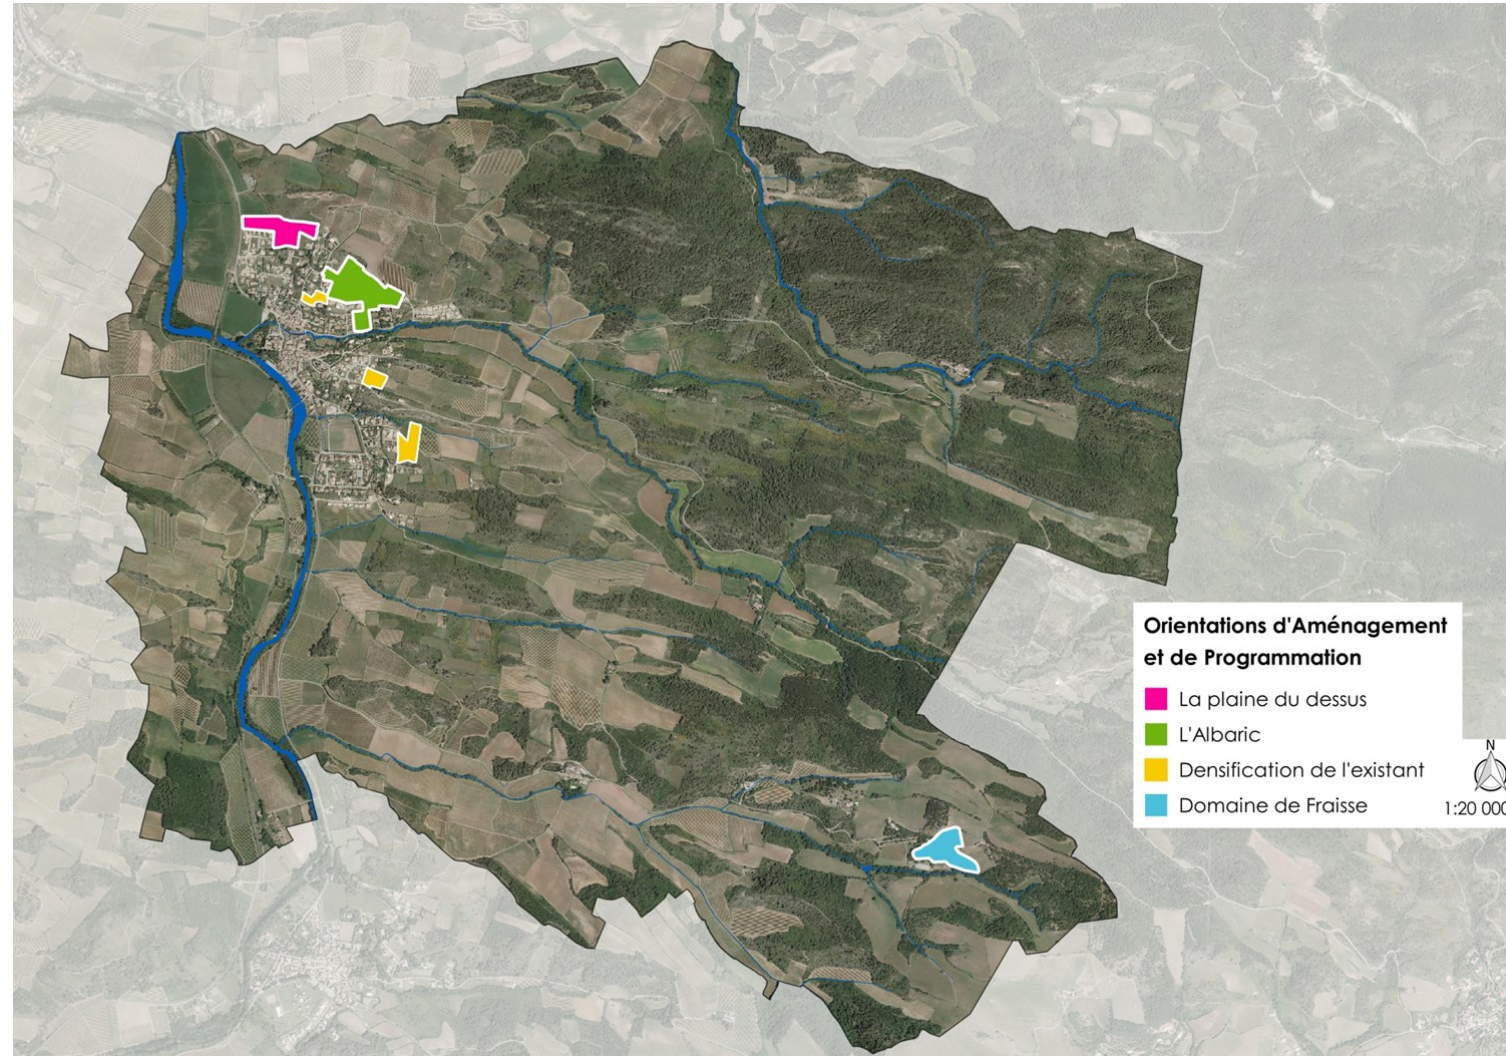 Orientations d'Aménagement
et de Programmation
La plaine du dessus
L'Albaric
Densification de l'existant
Domaine de Fraisse
N
1:20 000